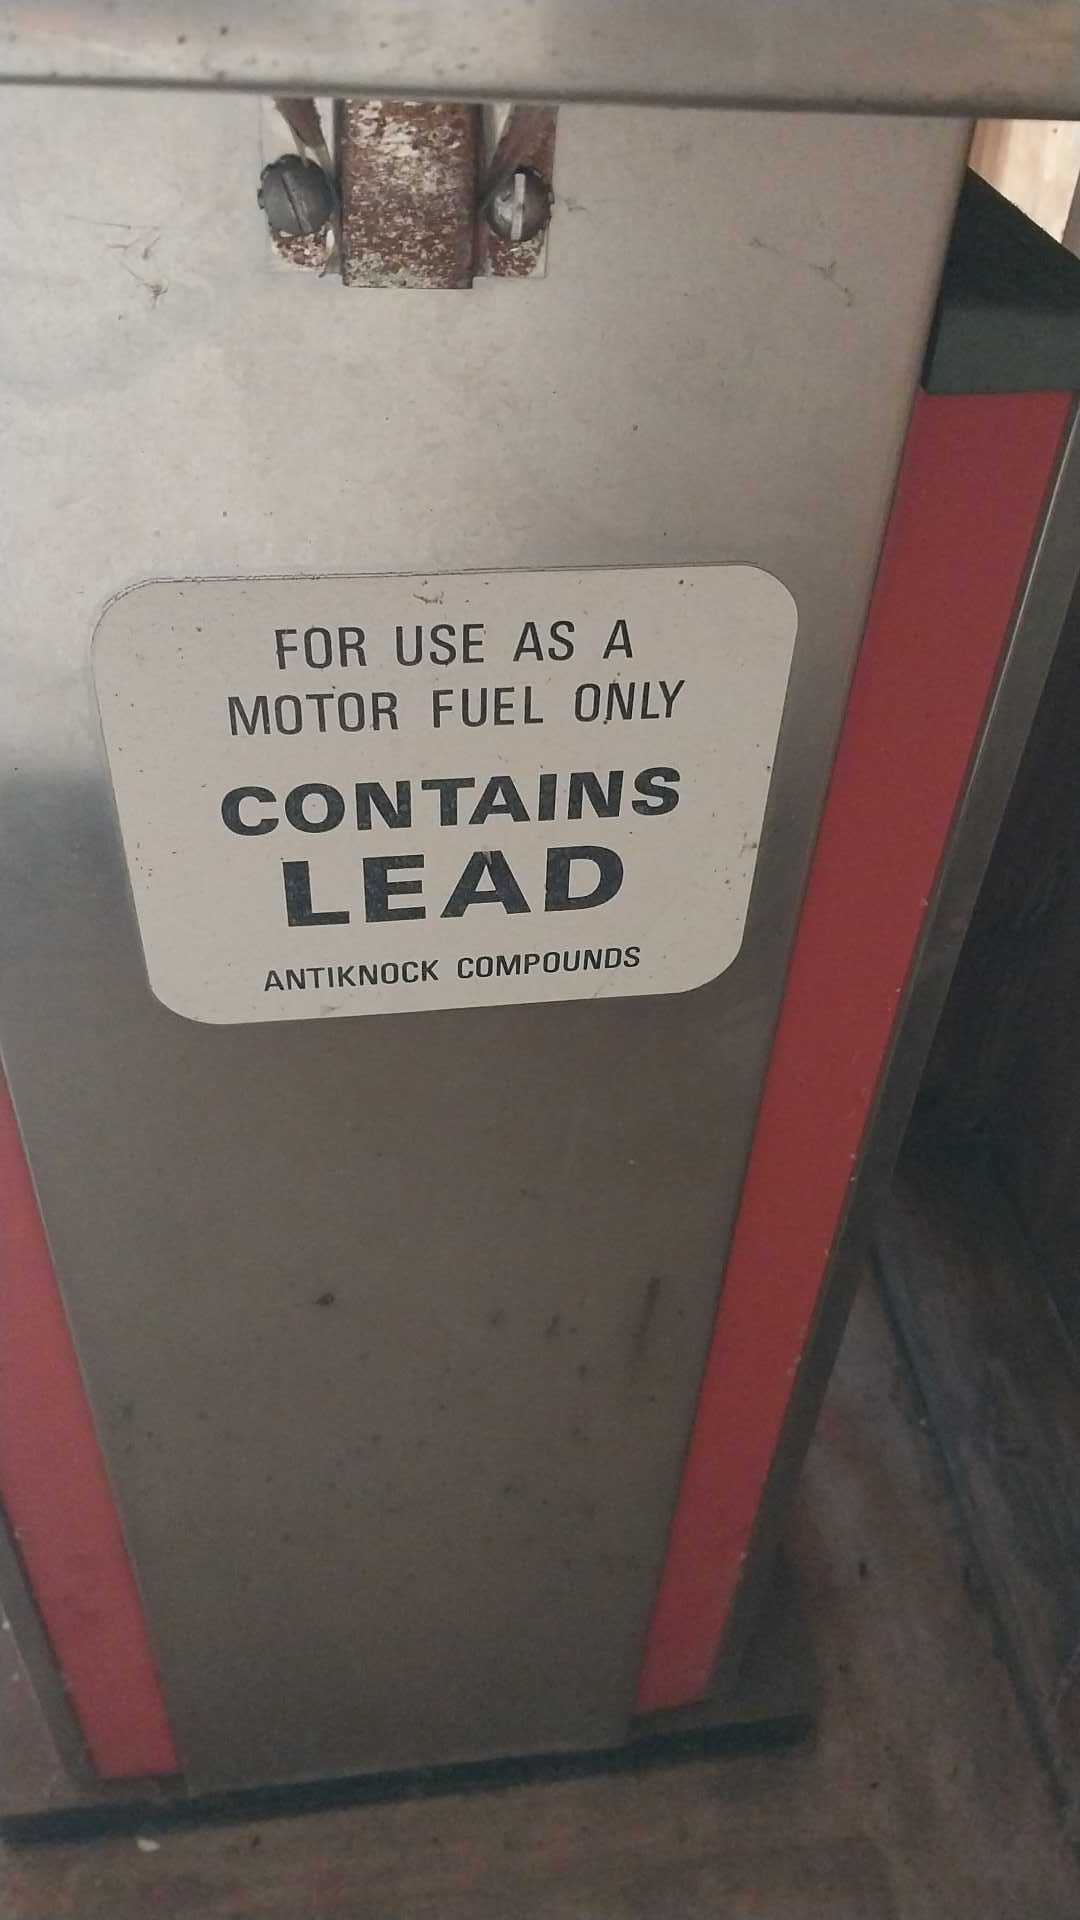 FOR USE AS A
MOTOR FUEL ONLY
CONTAINS
LEAD
ANTIKNOCK COMPOUNDS